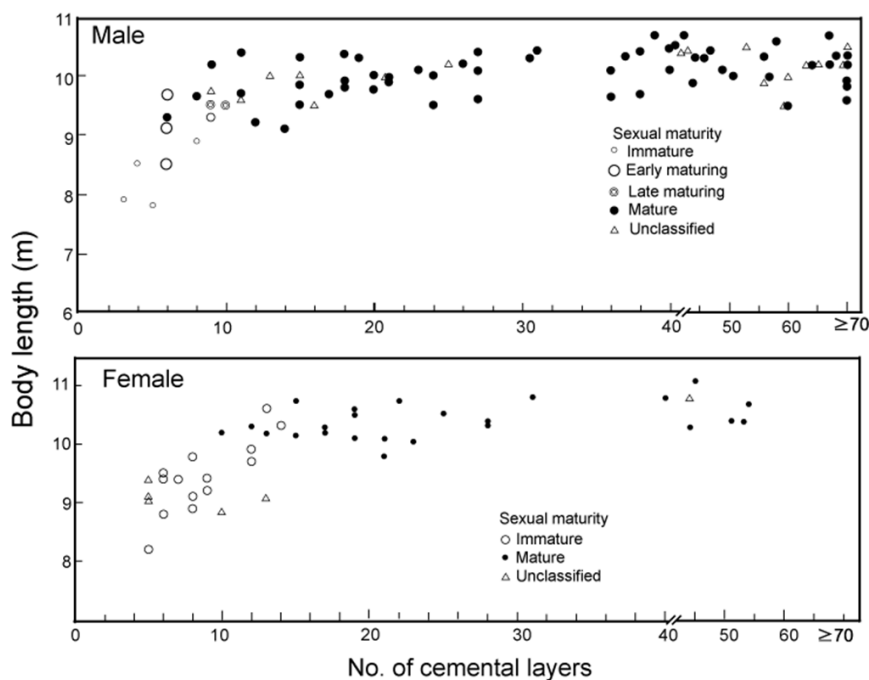 11
Male
10
9
8
7
6
Sexual maturity
Immature
Early maturing
Late maturing
Mature
Unclassified
0 10 20 30 40 50 60 ≥70
Body length (m)
Female
11
10
9
8
Sexual maturity
Immature
Mature
Unclassified
0 10 20 30 40 50 60 ≥70
No. of cemental layers